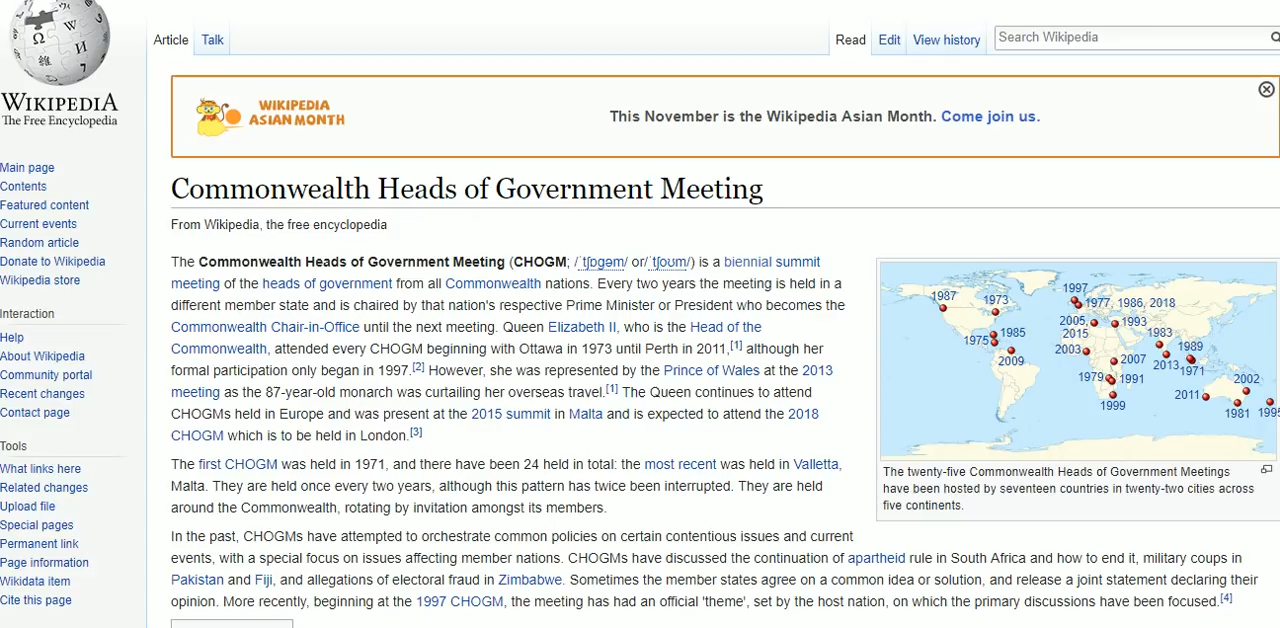 WIKIPEDIA
The Free Encyclopedia
Main page
Contents
Featured content
Current events
Random article
Donate to Wikipedia
Wikipedia store
Interaction
Help
About Wikipedia
Community portal
Recent changes
Contact page
Tools
What links here
Related changes
Upload file
Special pages
Permanent link
Page information
Wikidata item
Cite this page
Article Talk
Read Edit View history
Search Wikipedia
WIKIPEDIA
ASIAN MONTH
This November is the Wikipedia Asian Month. Come join us.
Commonwealth Heads of Government Meeting
From Wikipedia, the free encyclopedia
The Commonwealth Heads of Government Meeting (CHOGM; /ˈtʃɒɡəm/ or/ˈtʃoʊm/) is a biennial summit
meeting of the heads of government from all Commonwealth nations. Every two years the meeting is held in a
different member state and is chared by that nation's respective Prime Minister or President who becomes the
Commonwealth Chair-in-Office until the next meeting. Queen Elizabeth II, who is the Head of the
Commonwealth, attended every CHOGM beginning with Ottawa in 1973 until Perth in 2011,[1] although her
formal participation only began in 1997.[2] However, she was represented by the Prince of Wales at the 2013
meeting as the 87-year-old monarch was curtailing her overseas travel.[1] The Queen continues to attend
CHOGMs held in Europe and was present at the 2015 summit in Malta and is expected to attend the 2018
CHOGM which is to be held in London.[3]
The first CHOGM was held in 1971, and there have been 24 held in total: the most recent was held in Valletta,
Malta. They are held once every two years, although this pattern has twice been interrupted. They are held
around the Commonwealth, rotating by invitation amongst its members.
In the past, CHOGMs have attempted to orchestrate common policies on certain contentious issues and current
events, with a special focus on issues affecting member nations. CHOGMs have discussed the continuation of apartheid rule in South Africa and how to end it, military coups in
Pakistan and Fiji, and allegations of electoral fraud in Zimbabwe. Sometimes the member states agree on a common idea or solution, and release a joint statement declaring their
opinion. More recently, beginning at the 1997 CHOGM, the meeting has had an official 'theme', set by the host nation, on which the primary discussions have been focused.[4]
1987 1973 1997
1977, 1986, 2018
2005,
2015
1993
1975 1985
1983 1989
2009 2003 2007
2013 1971
1979 1991
1999
2011 2002
1981 1995
The twenty-five Commonwealth Heads of Government Meetings
have been hosted by seventeen countries in twenty-two cities across
five continents.